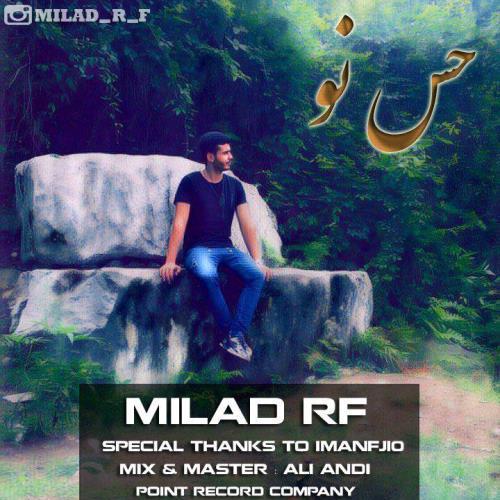 MILAD_R_F
حس نو
MILAD RF
SPECIAL THANKS TO IMANFJIO
MIX & MASTER : ALI ANDI
POINT RECORD COMPANY